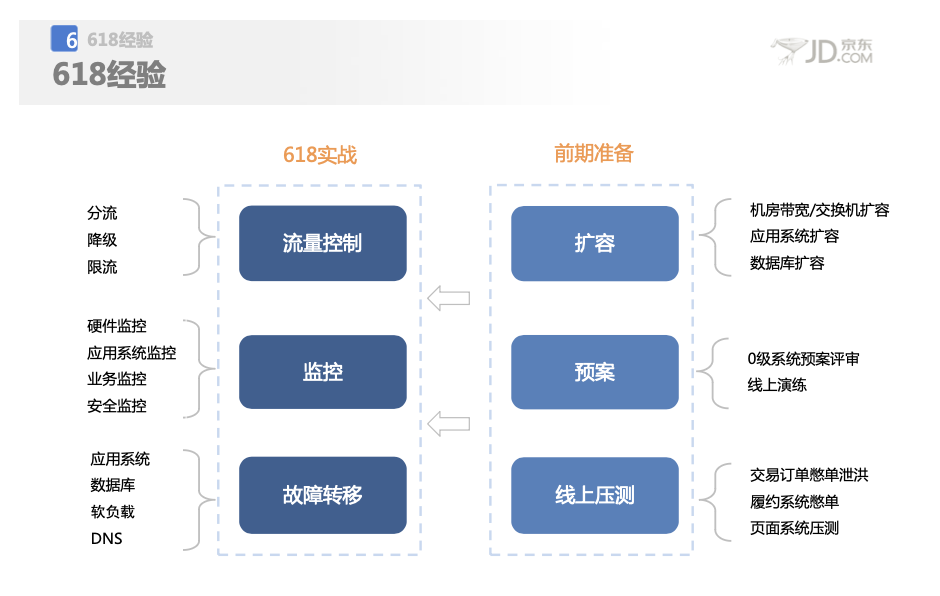 6 618经验
618经验
JD.COM 京东
618实战
流量控制
分流
降级
限流
监控
硬件监控
应用系统监控
业务监控
安全监控
故障转移
应用系统
数据库
软负载
DNS
前期准备
扩容
机房带宽/交换机扩容
应用系统扩容
数据库扩容
预案
0级系统预案评审
线上演练
线上压测
交易订单憋单泄洪
履约系统憋单
页面系统压测